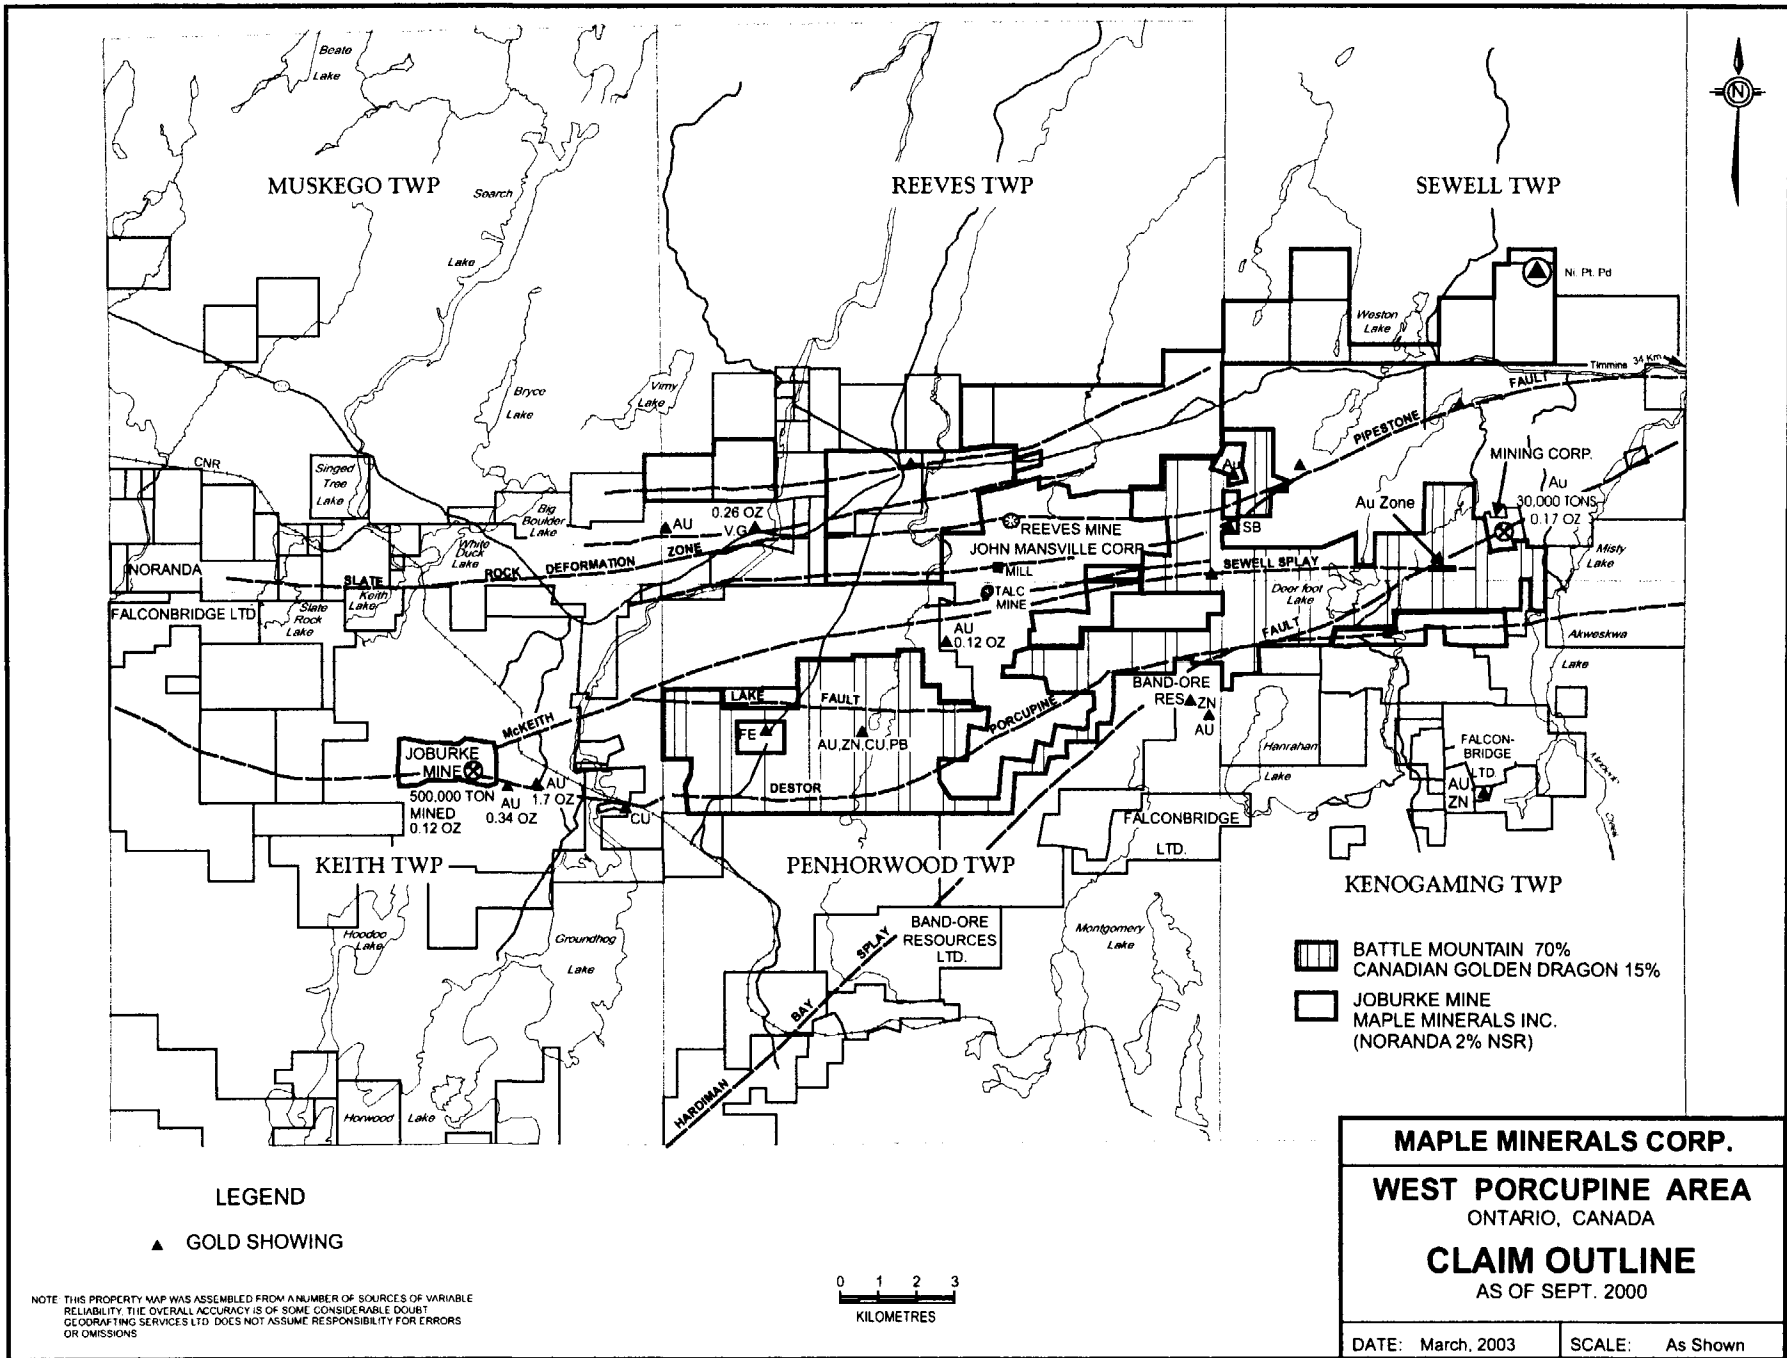 Beate
Lake
N
MUSKEGO TWP
REEVES TWP
SEWELL TWP
Search
Lake
Ni. Pt. Pd
Weston
Lake
Timmins 34 Km
FAULT
Bryce
Lake
Vimy
Lake
PIPESTONE
CNR
Singed
Tree
Lake
MINING CORP.
Au
Au
30,000 TONS
0.17 OZ
Au Zone
Big
Boulder
Lake
AU
0.26 OZ
V.G.
REEVES MINE
JOHN MANSVILLE CORP.
SB
White
Duck
Lake
ZONE
DEFORMATION
ROCK
SLATE
NORANDA
MILL
SEWELL SPLAY
Misty
Lake
Keith
Lake
Slate
Rock
Lake
FALCONBRIDGE LTD
TALC
MINE
Deer foot
Lake
FAULT
AU
0.12 OZ
Akweskwa
Lake
LAKE
FAULT
McKEITH
PORCUPINE
BAND-ORE
RES
ZN
AU
FE
AU,ZN,CU,PB
Hanrahan
Lake
FALCON-
BRIDGE
LTD.
AU
ZN
JOBURKE
MINE
DESTOR
500,000 TON
MINED
0.12 OZ
AU
0.34 OZ
AU
1.7 OZ
CU
FALCONBRIDGE
LTD.
KEITH TWP
PENHORWOOD TWP
KENOGAMING TWP
Hoodoo
Lake
Groundhog
Lake
BAND-ORE
RESOURCES
LTD.
Montgomery
Lake
SPLAY
BAY
HARDIMAN
BATTLE MOUNTAIN 70%
CANADIAN GOLDEN DRAGON 15%
JOBURKE MINE
MAPLE MINERALS INC.
(NORANDA 2% NSR)
Horwood Lake
MAPLE MINERALS CORP.
WEST PORCUPINE AREA
ONTARIO, CANADA
CLAIM OUTLINE
AS OF SEPT. 2000
DATE: March, 2003
SCALE: As Shown
LEGEND
GOLD SHOWING
0 1 2 3
KILOMETRES
NOTE: THIS PROPERTY MAP WAS ASSEMBLED FROM A NUMBER OF SOURCES OF VARIABLE
RELIABILITY, THE OVERALL ACCURACY IS OF SOME CONSIDERABLE DOUBT
GEODRAFTING SERVICES LTD. DOES NOT ASSUME RESPONSIBILITY FOR ERRORS
OR OMISSIONS